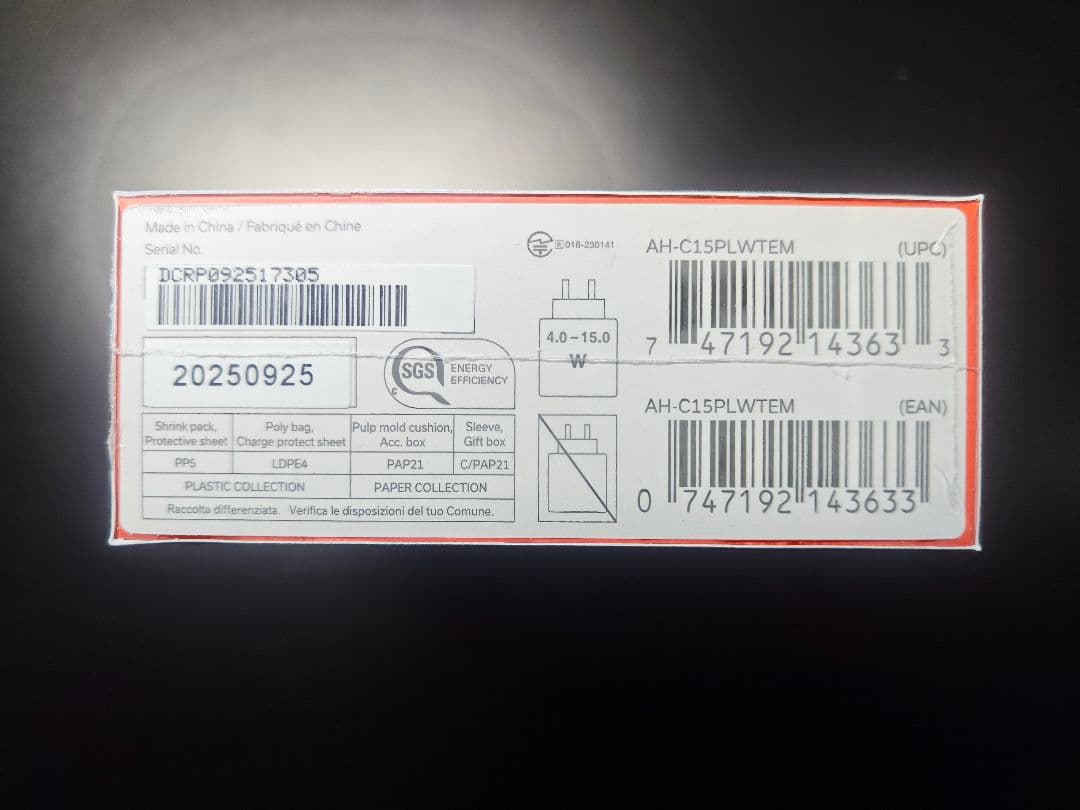 Made in China / Fabriqué en Chine
Serial No.
DCRP092517305
20250925
SGS
C
ENERGY
EFFICIENCY
Shrink pack,
Protective sheet
Poly bag,
Charge protect sheet
Pulp mold cushion,
Acc. box
Sleeve,
Gift box
PP5
LDPE4
PAP21
C/PAP21
PLASTIC COLLECTION
PAPER COLLECTION
Raccolta differenziata. Verifica le disposizioni del tuo Comune.
R 018-230141
4.0 – 15.0
W
AH-C15PLWTEM (UPC)
7 47192 14363 3
AH-C15PLWTEM (EAN)
0 747192 143633